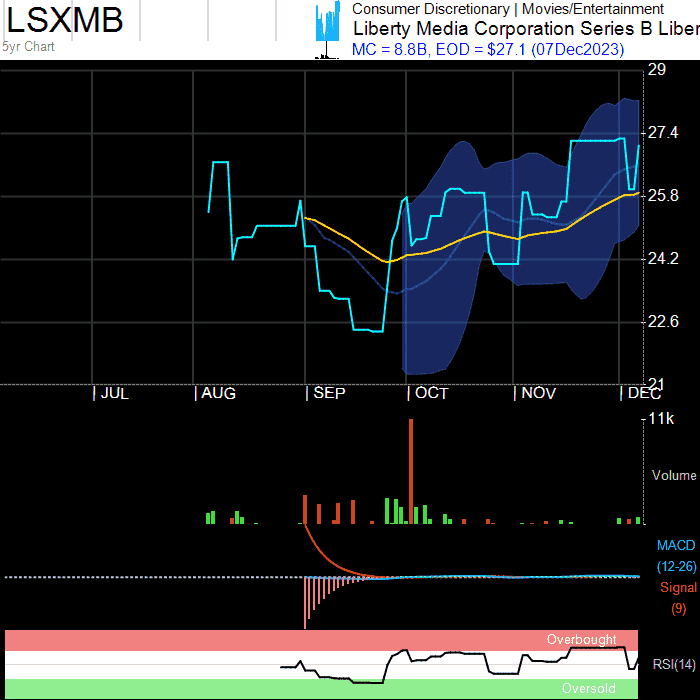 LSXMB
5yr Chart
Consumer Discretionary | Movies/Entertainment
Liberty Media Corporation Series B Liber
MC = 8.8B, EOD = $27.1 (07Dec2023)
29
27.4
25.8
24.2
22.6
21
JUL AUG SEP OCT NOV DEC
11k
Volume
MACD
(12-26)
Signal
(9)
Overbought
RSI(14)
Oversold